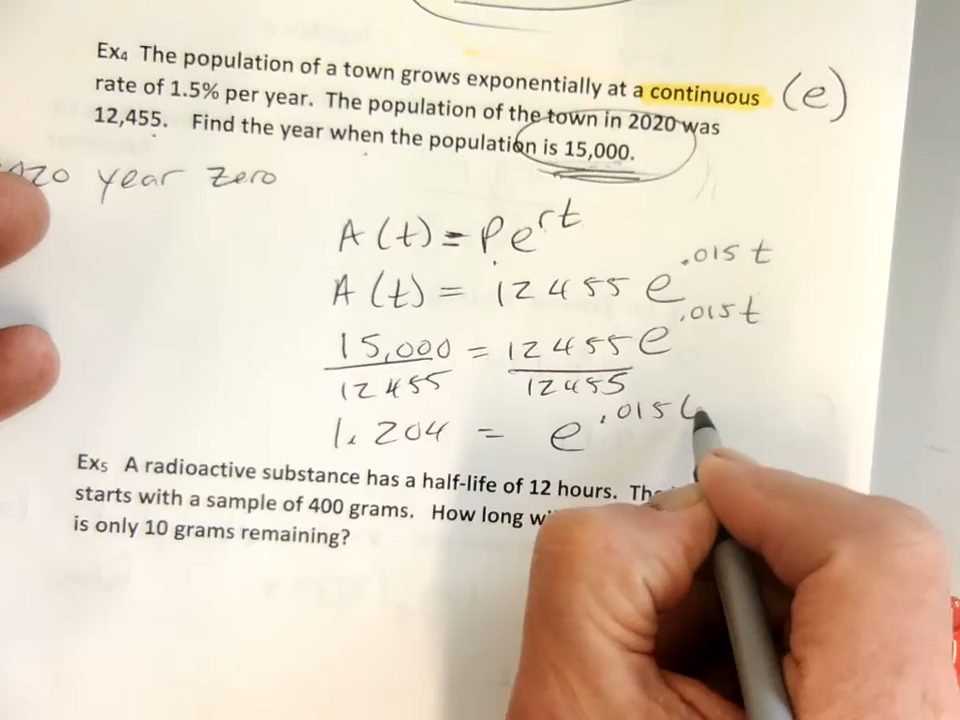 Ex4 The population of a town grows exponentially at a continuous (e)
rate of 1.5% per year. The population of the town in 2020 was
12,455. Find the year when the population is 15,000.
year zero
A(t) = Pe^rt
A(t) = 12455 e^.015t
15,000 = 12455 e^.015t
12455 12455
1.204 = e^.015
Ex5 A radioactive substance has a half-life of 12 hours.
starts with a sample of 400 grams. How long
is only 10 grams remaining?